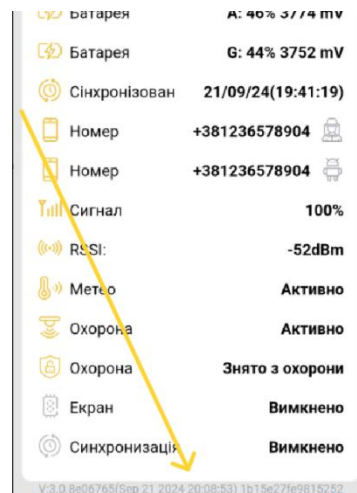 Батарея A: 46% 3774 mV
Батарея G: 44% 3752 mV
Сінхронізован 21/09/24(19:41:19)
Номер +381236578904
Номер +381236578904
Сигнал 100%
RSSI: -52dBm
Метео Активно
Охорона Активно
Охорона Знято з охорони
Екран Вимкнено
Синхронизація Вимкнено
V:3.0 8e06765(Sep 21 2024 20:08:53) 1b15e27fe9815252